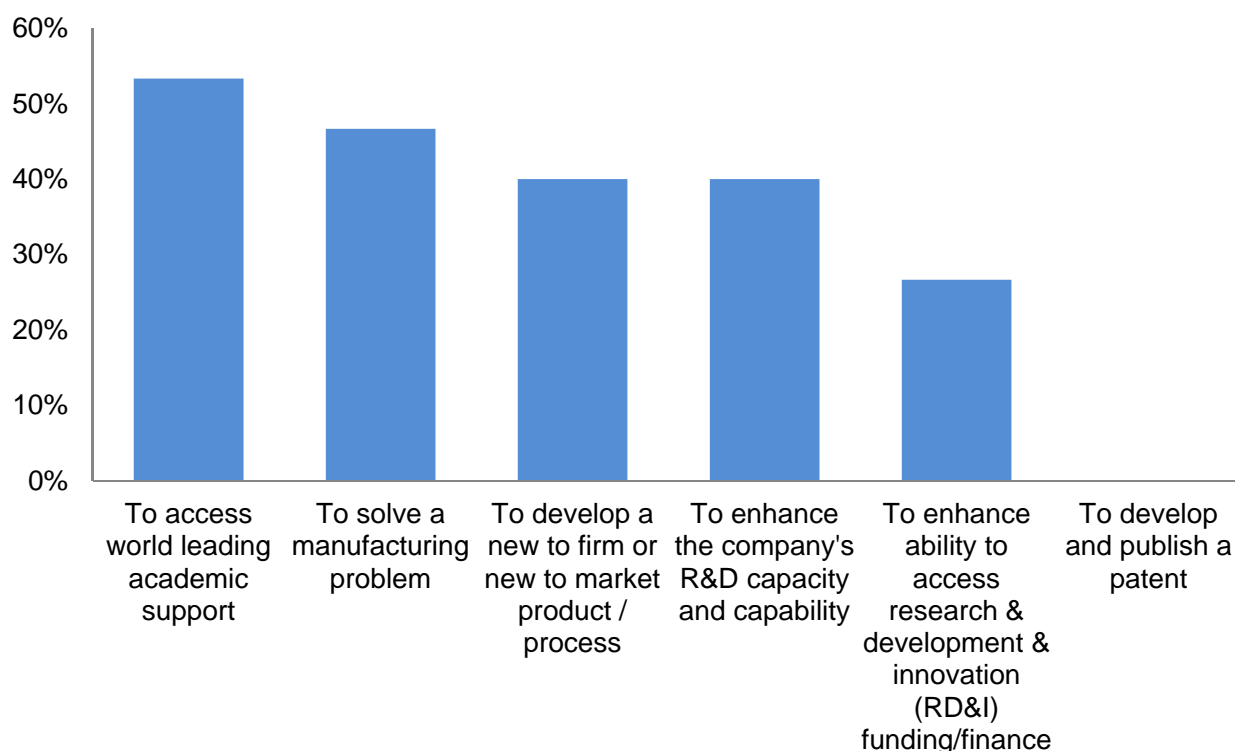 60%
50%
40%
30%
20%
10%
0%
To access
world leading
academic
support
To solve a
manufacturing
problem
To develop a
new to firm or
new to market
product /
process
To enhance
the company's
R&D capacity
and capability
To enhance
ability to
access
research &
development &
innovation
(RD&I)
funding/finance
To develop
and publish a
patent